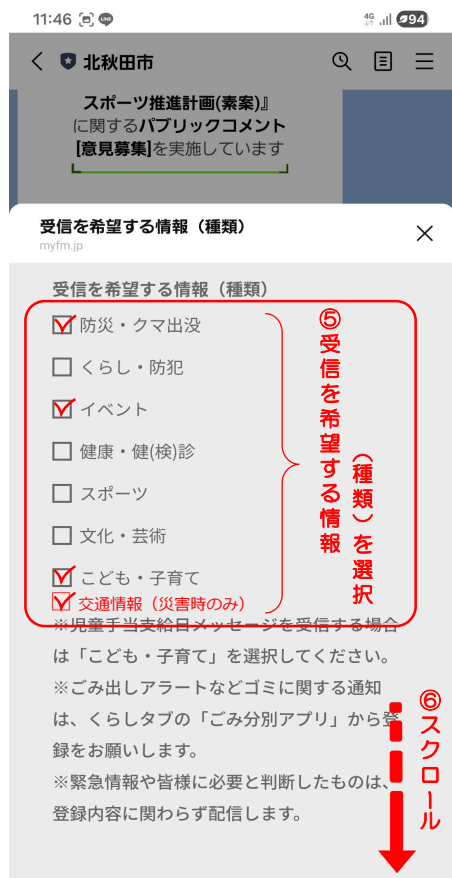 11:46
LINE
4G
94
北秋田市
スポーツ推進計画(素案)』
に関するパブリックコメント
[意見募集]を実施しています
受信を希望する情報（種類）
myfm.jp
受信を希望する情報（種類）
防災・クマ出没
くらし・防犯
イベント
健康・健(検)診
スポーツ
文化・芸術
こども・子育て
交通情報（災害時のみ）
⑤受信を希望する情報
（種類）を選択
※児童手当支給日メッセージを受信する場合
は「こども・子育て」を選択してください。
※ごみ出しアラートなどゴミに関する通知
は、くらしタブの「ごみ分別アプリ」から登
録をお願いします。
※緊急情報や皆様に必要と判断したものは、
登録内容に関わらず配信します。
⑥スクロール